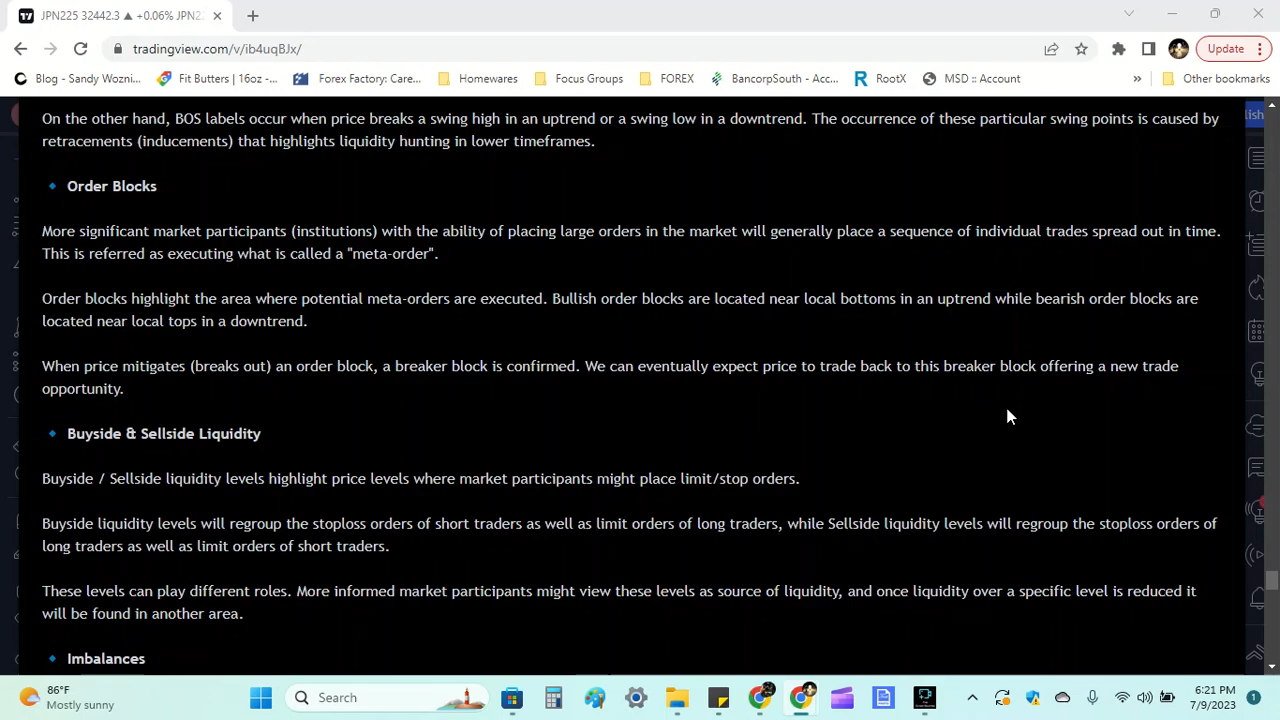 JPN225 32442.3 ▲ +0.06% JPN22
tradingview.com/v/ib4uqBJx/
Update
Blog - Sandy Wozni...
Fit Butters | 16oz -...
Forex Factory: Care...
Homewares
Focus Groups
FOREX
BancorpSouth - Acc...
RootX
MSD :: Account
»
Other bookmarks
On the other hand, BOS labels occur when price breaks a swing high in an uptrend or a swing low in a downtrend. The occurrence of these particular swing points is caused by
retracements (inducements) that highlights liquidity hunting in lower timeframes.
Order Blocks
More significant market participants (institutions) with the ability of placing large orders in the market will generally place a sequence of individual trades spread out in time.
This is referred as executing what is called a "meta-order".
Order blocks highlight the area where potential meta-orders are executed. Bullish order blocks are located near local bottoms in an uptrend while bearish order blocks are
located near local tops in a downtrend.
When price mitigates (breaks out) an order block, a breaker block is confirmed. We can eventually expect price to trade back to this breaker block offering a new trade
opportunity.
Buyside & Sellside Liquidity
Buyside / Sellside liquidity levels highlight price levels where market participants might place limit/stop orders.
Buyside liquidity levels will regroup the stoploss orders of short traders as well as limit orders of long traders, while Sellside liquidity levels will regroup the stoploss orders of
long traders as well as limit orders of short traders.
These levels can play different roles. More informed market participants might view these levels as source of liquidity, and once liquidity over a specific level is reduced it
will be found in another area.
Imbalances
lish
86°F
Mostly sunny
Search
6:21 PM
7/9/2023
1